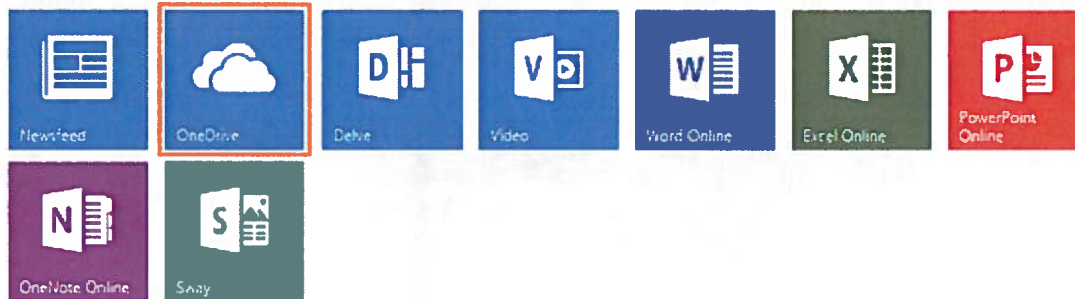 Newsfeed
OneDrive
D
Delve
V
Video
W
Word Online
X
Excel Online
P
PowerPoint
Online
N
OneNote Online
S
Sway